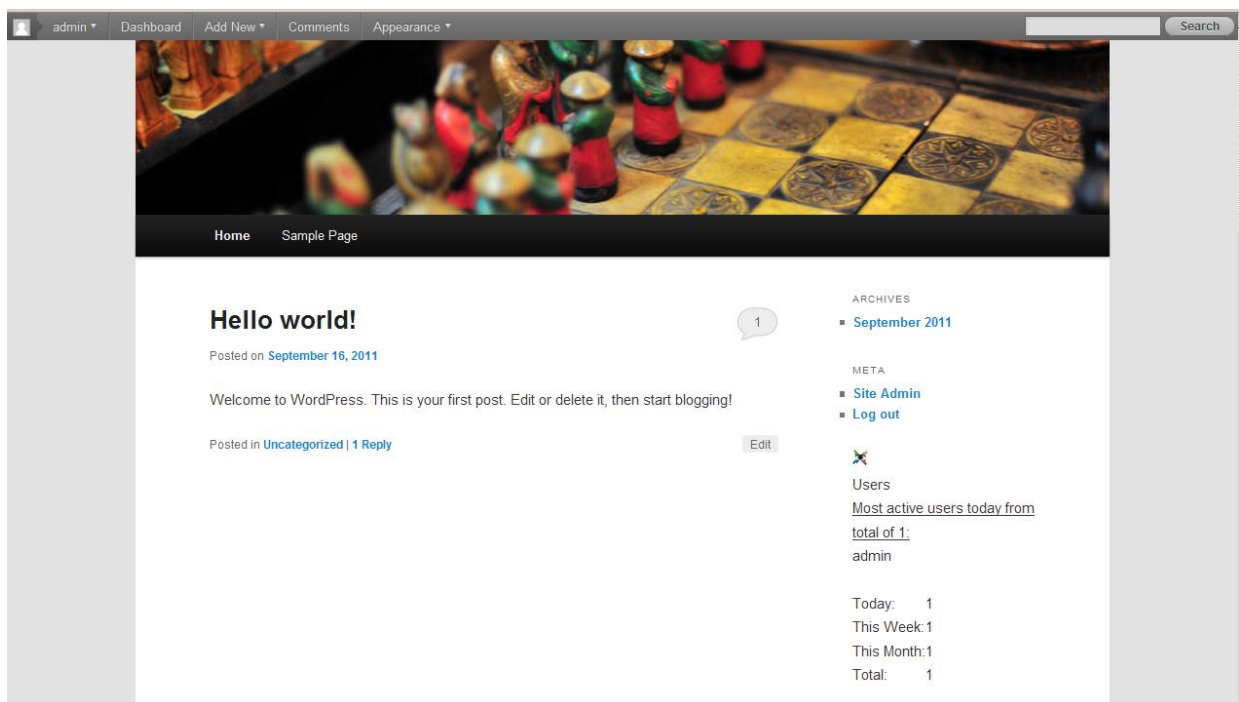 admin Dashboard Add New Comments Appearance Search
Home Sample Page
Hello world!
1
Posted on September 16, 2011
Welcome to WordPress. This is your first post. Edit or delete it, then start blogging!
Posted in Uncategorized | 1 Reply
Edit
ARCHIVES
September 2011
META
Site Admin
Log out
Users
Most active users today from
total of 1:
admin
Today: 1
This Week:1
This Month:1
Total: 1